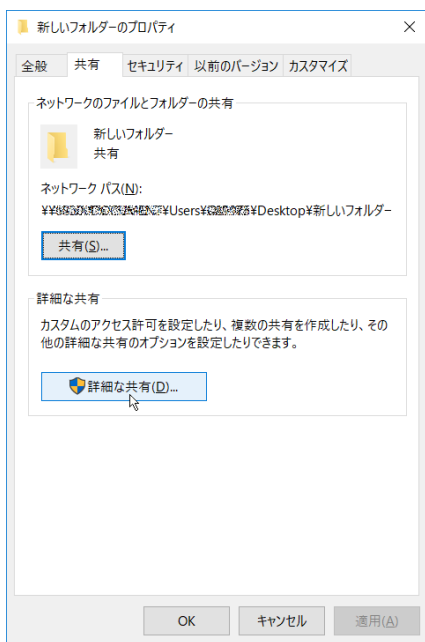 新しいフォルダーのプロパティ
全般 共有 セキュリティ 以前のバージョン カスタマイズ
ネットワークのファイルとフォルダーの共有
新しいフォルダー
共有
ネットワーク パス(N):
¥¥ ¥Users¥ ¥Desktop¥新しいフォルダー
共有(S)...
詳細な共有
カスタムのアクセス許可を設定したり、複数の共有を作成したり、その
他の詳細な共有のオプションを設定したりできます。
詳細な共有(D)...
OK キャンセル 適用(A)